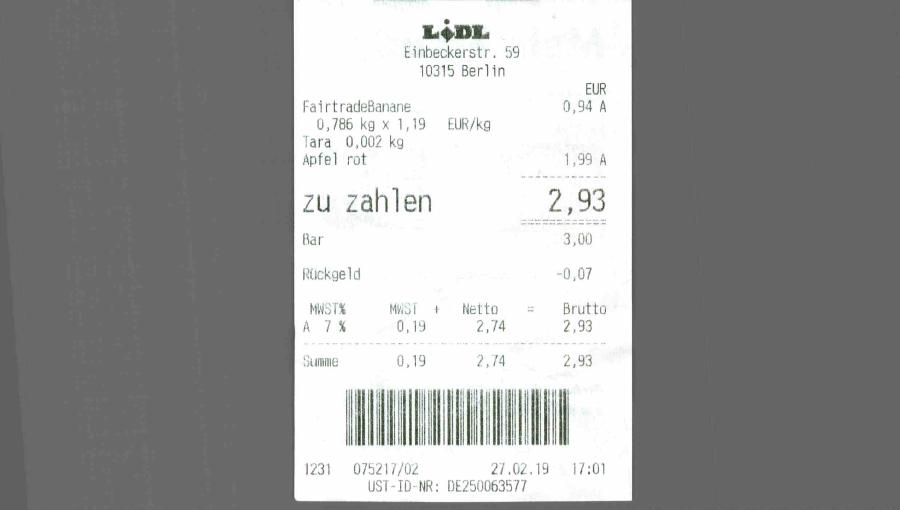 LIDL
Einbeckerstr. 59
10315 Berlin
EUR
FairtradeBanane 0,94 A
0,786 kg x 1,19 EUR/kg
Tara 0,002 kg
Apfel rot 1,99 A
zu zahlen 2,93
Bar 3,00
Rückgeld -0,07
MWST% MWST + Netto = Brutto
A 7 % 0,19 2,74 2,93
Summe 0,19 2,74 2,93
1231 075217/02 27.02.19 17:01
UST-ID-NR: DE250063577